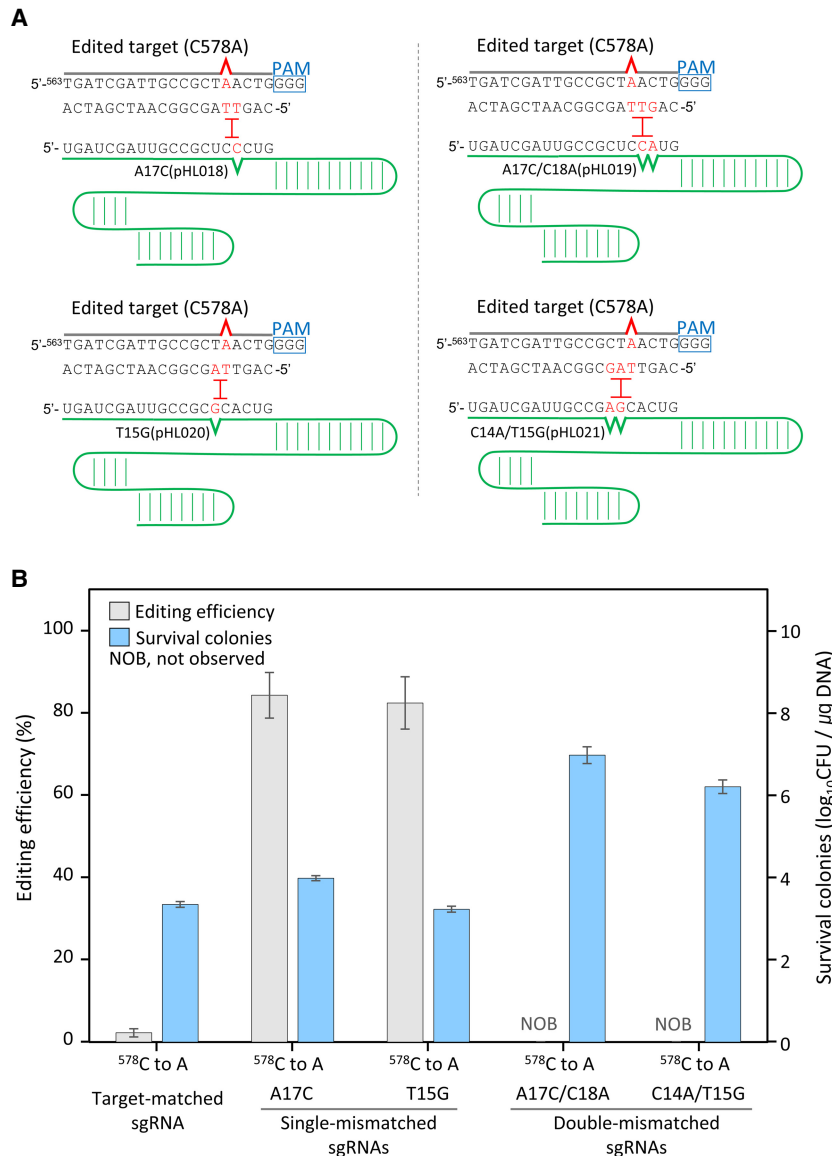 A
Edited target (C578A)
PAM
5'-⁵⁶³TGATCGATTGCCGCTAACTGGGG
ACTAGCTAACGGCGATTGAC-5'
5'- UGAUCGAUUGCCGCUCCCUG
A17C(pHL018)
Edited target (C578A)
PAM
5'-⁵⁶³TGATCGATTGCCGCTAACTGGGG
ACTAGCTAACGGCGATTGAC-5'
5'- UGAUCGAUUGCCGCUCCAUG
A17C/C18A(pHL019)
Edited target (C578A)
PAM
5'-⁵⁶³TGATCGATTGCCGCTAACTGGGG
ACTAGCTAACGGCGATTGAC-5'
5'- UGAUCGAUUGCCGCGCACUG
T15G(pHL020)
Edited target (C578A)
PAM
5'-⁵⁶³TGATCGATTGCCGCTAACTGGGG
ACTAGCTAACGGCGATTGAC-5'
5'- UGAUCGAUUGCCGAGCACUG
C14A/T15G(pHL021)
B
Editing efficiency
Survival colonies
NOB, not observed
Editing efficiency (%)
100
80
60
40
20
0
Survival colonies (log₁₀CFU / µg DNA)
10
8
6
4
2
0
NOB
NOB
⁵⁷⁸C to A
⁵⁷⁸C to A
⁵⁷⁸C to A
⁵⁷⁸C to A
⁵⁷⁸C to A
Target-matched
sgRNA
A17C
T15G
A17C/C18A
C14A/T15G
Single-mismatched
sgRNAs
Double-mismatched
sgRNAs